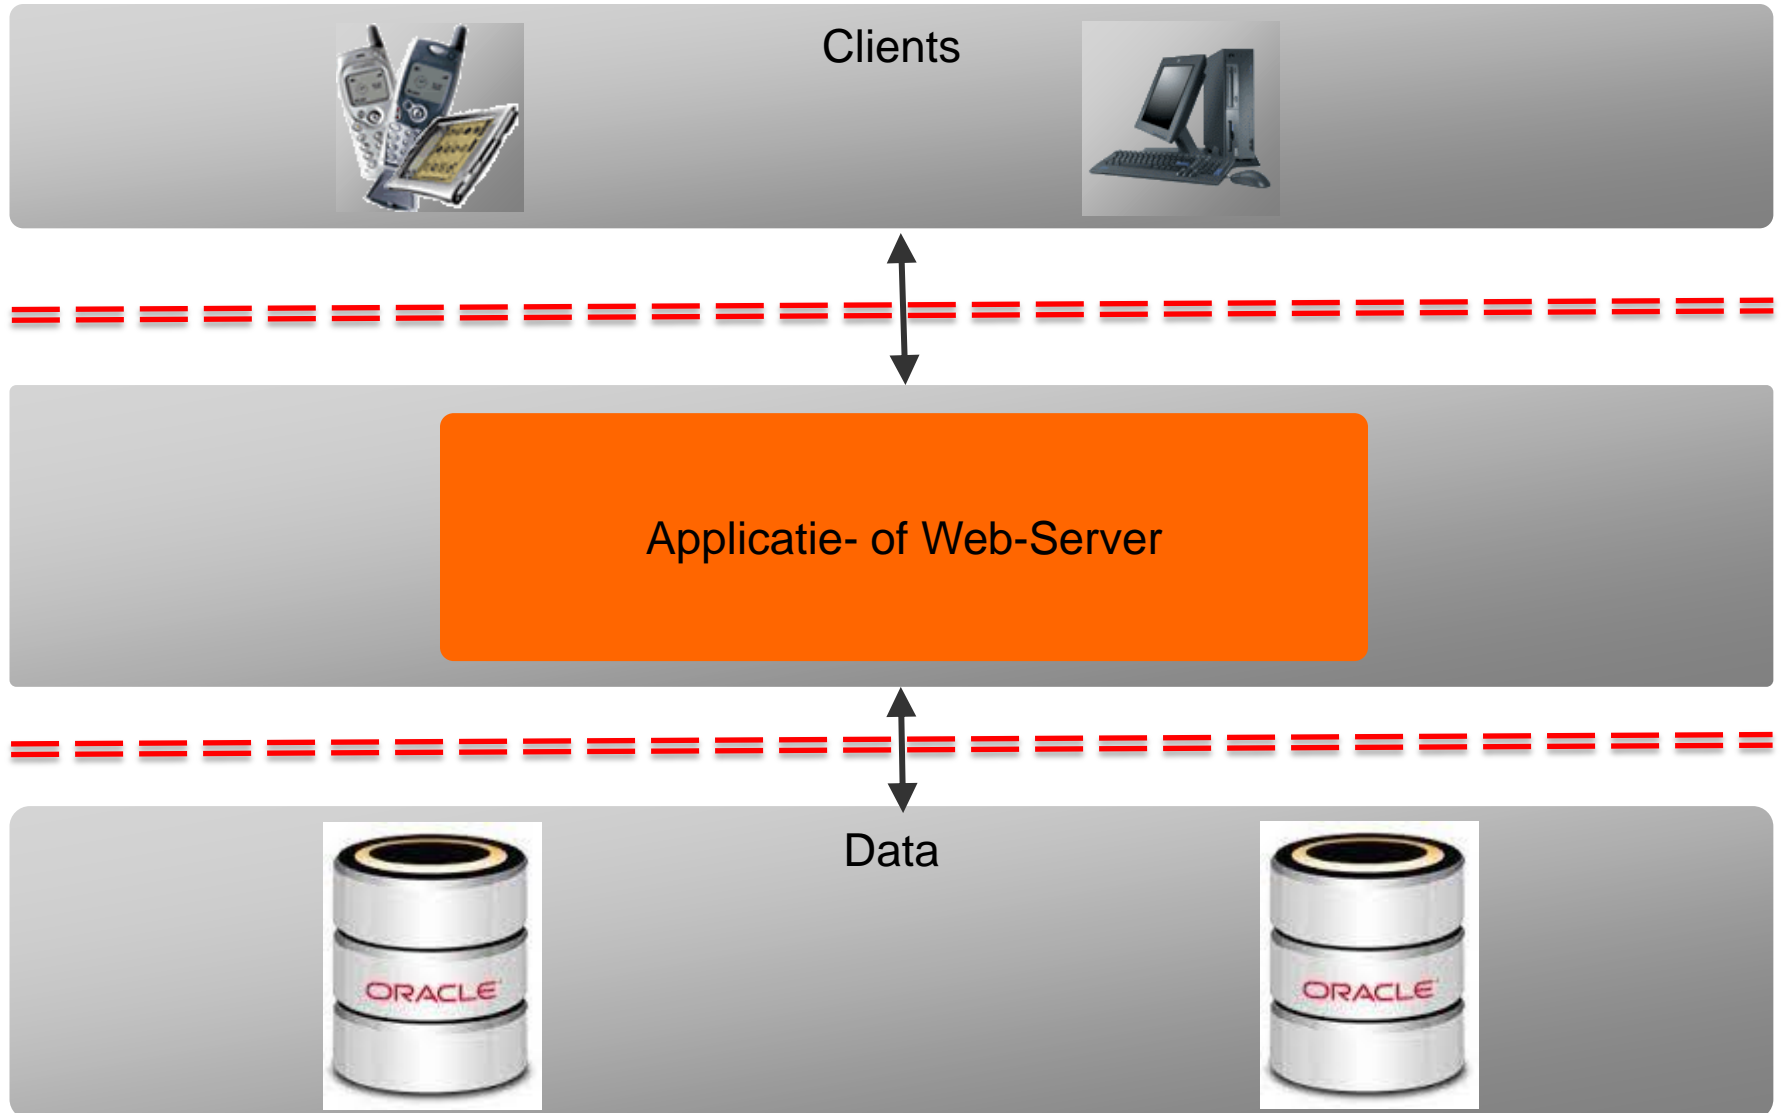 Clients
Applicatie- of Web-Server
Data
ORACLE
ORACLE